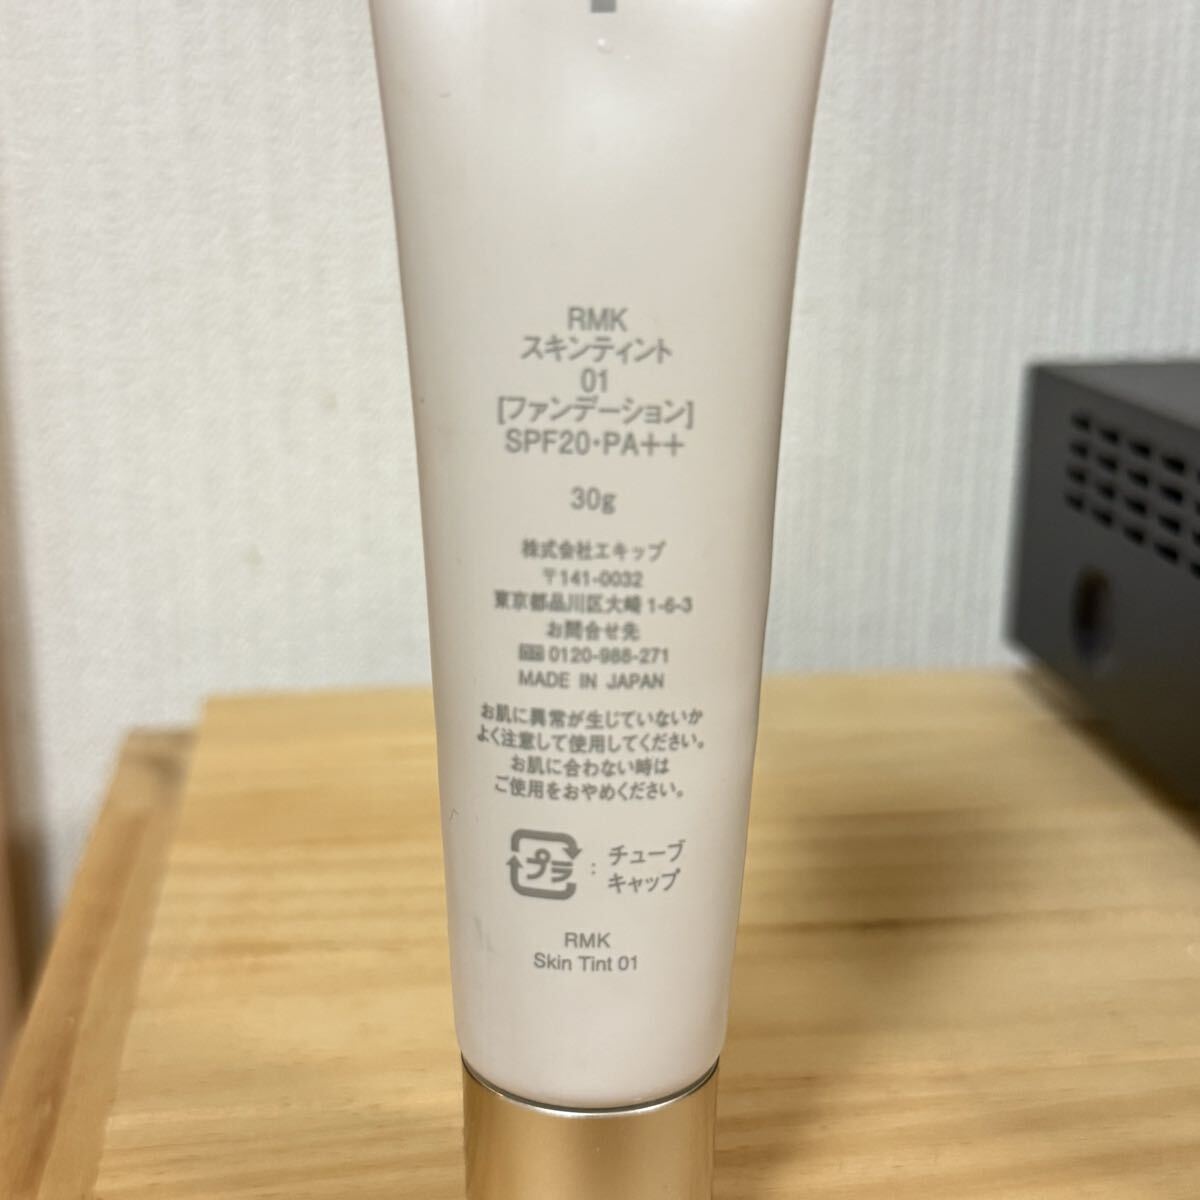 RMK
スキンティント
01
[ファンデーション]
SPF20・PA++
30g
株式会社エキップ
〒141-0032
東京都品川区大崎1-6-3
お問合せ先
0120-988-271
MADE IN JAPAN
お肌に異常が生じていないか
よく注意して使用してください。
お肌に合わない時は
ご使用をおやめください。
プラ : チューブ
キャップ
RMK
Skin Tint 01